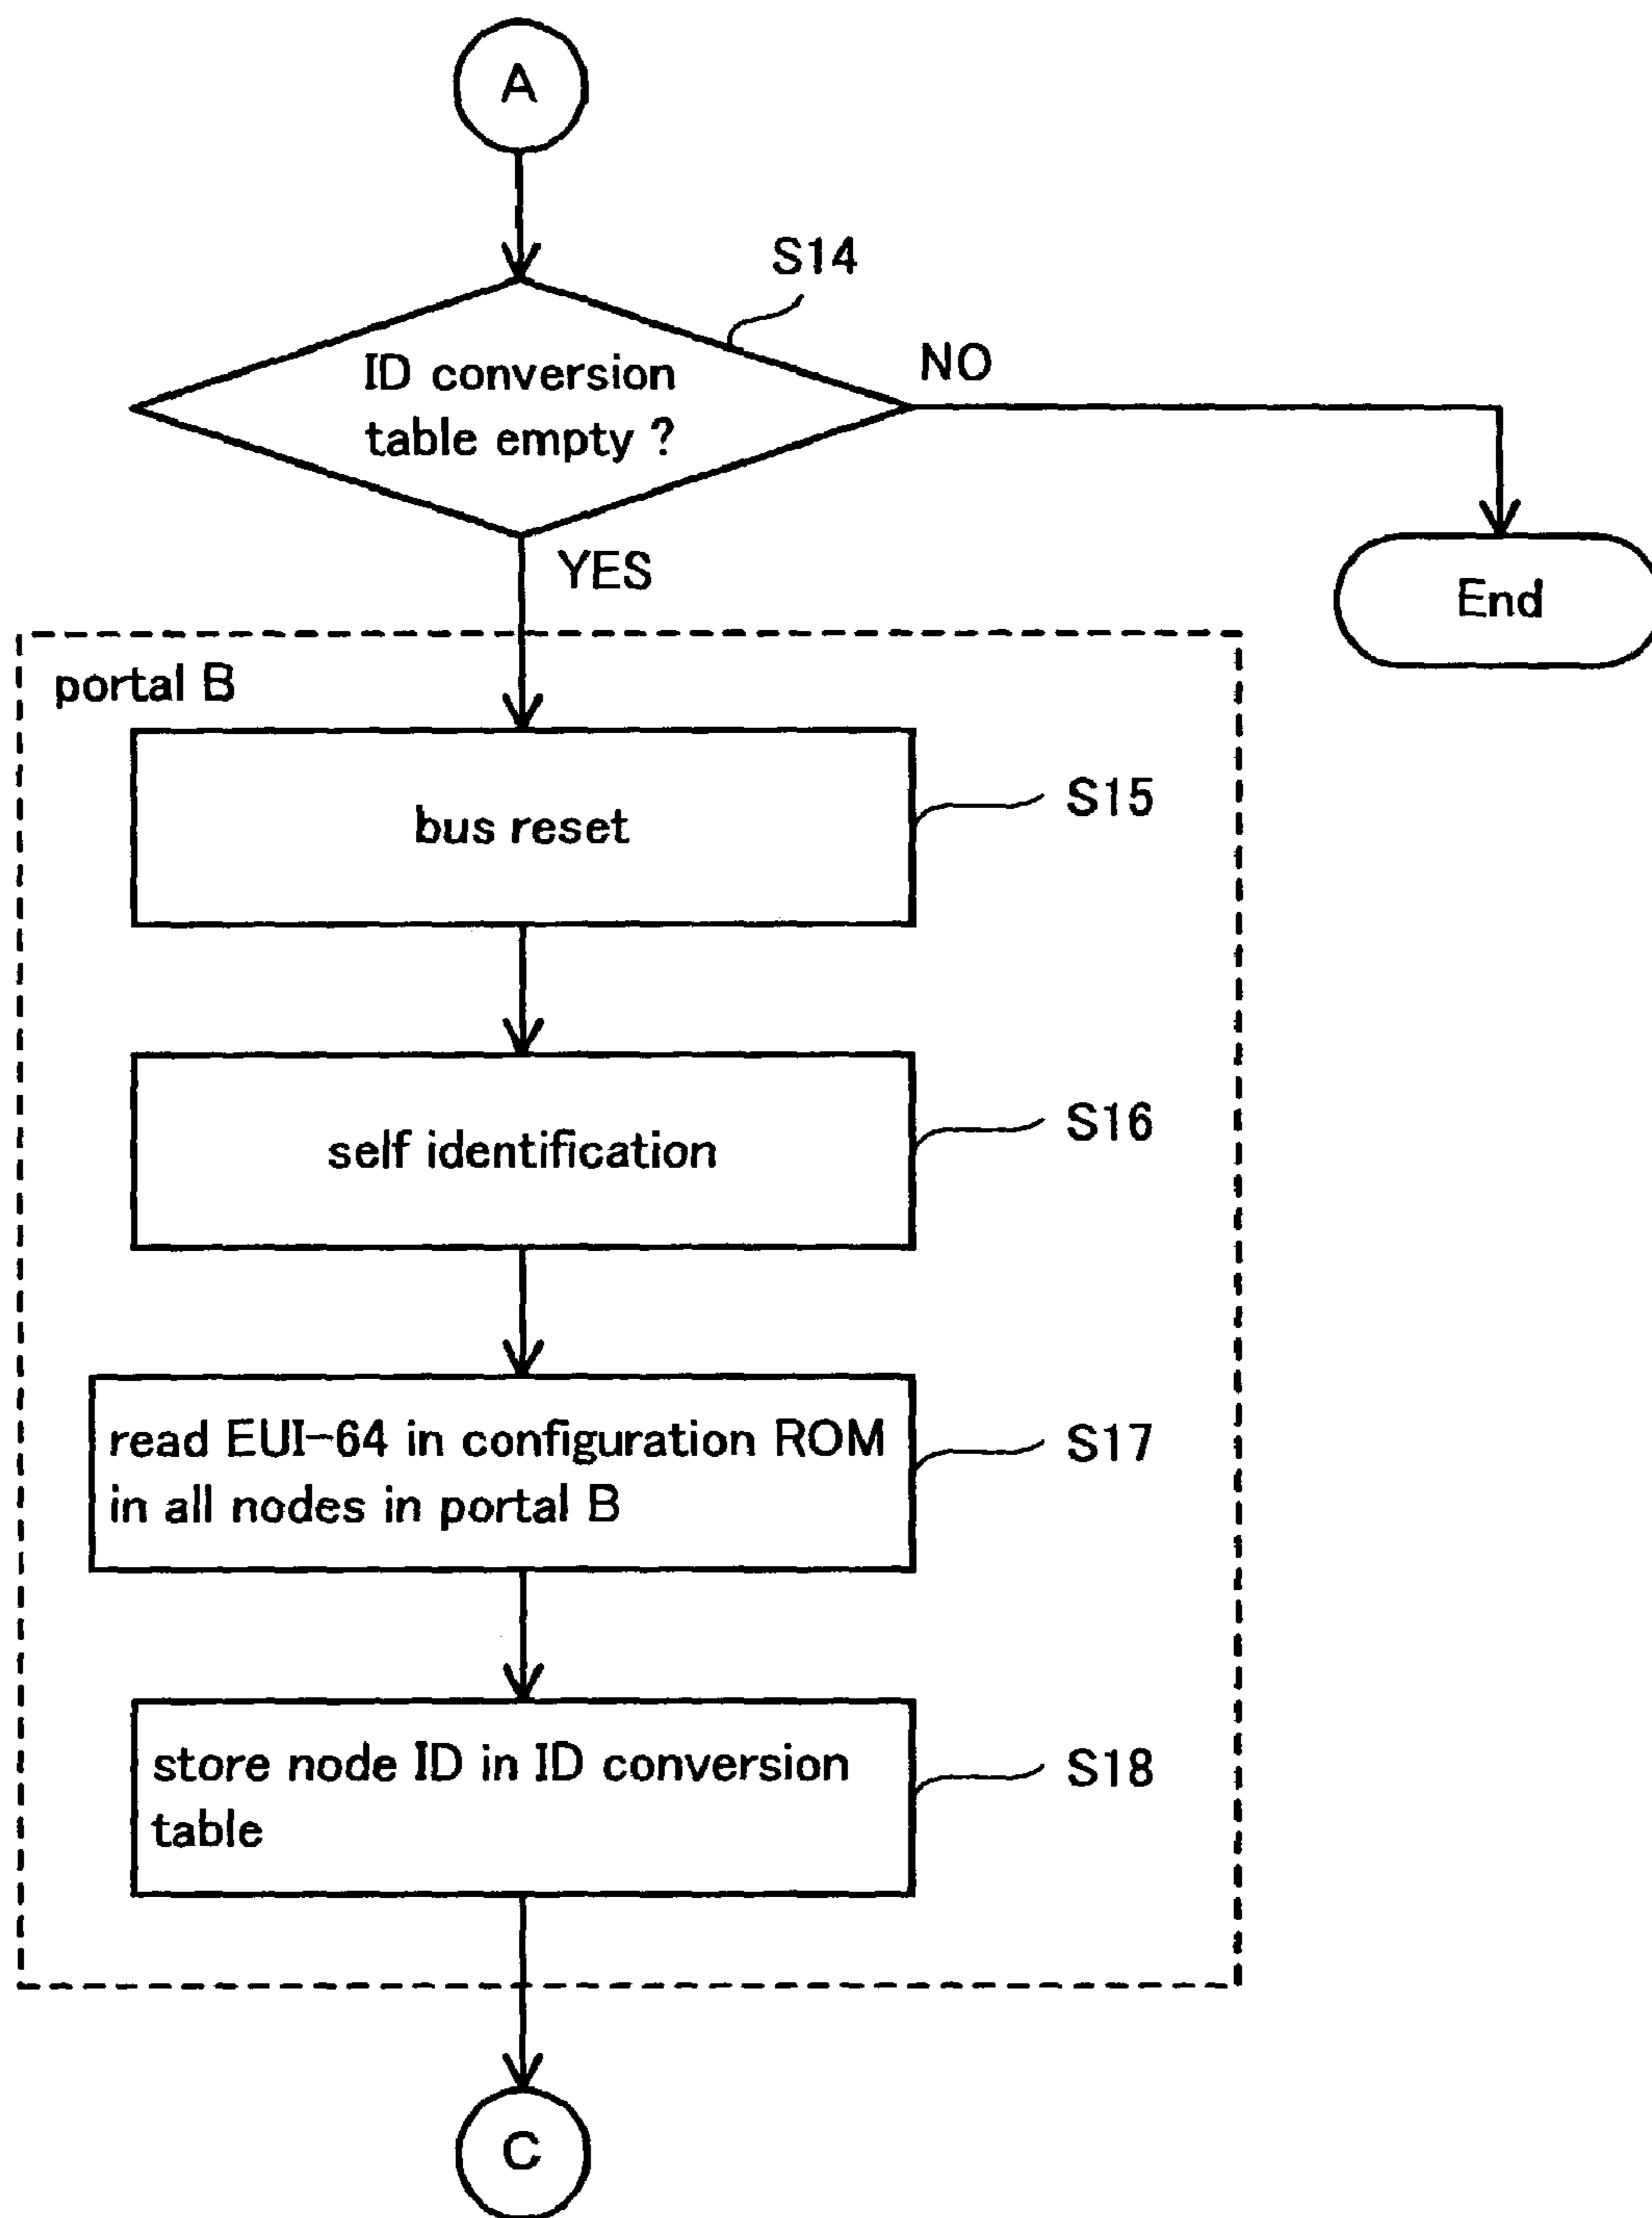 A
S14
ID conversion
table empty ?
NO
YES
End
portal B
bus reset
S15
self identification
S16
read EUI-64 in configuration ROM
in all nodes in portal B
S17
store node ID in ID conversion
table
S18
C